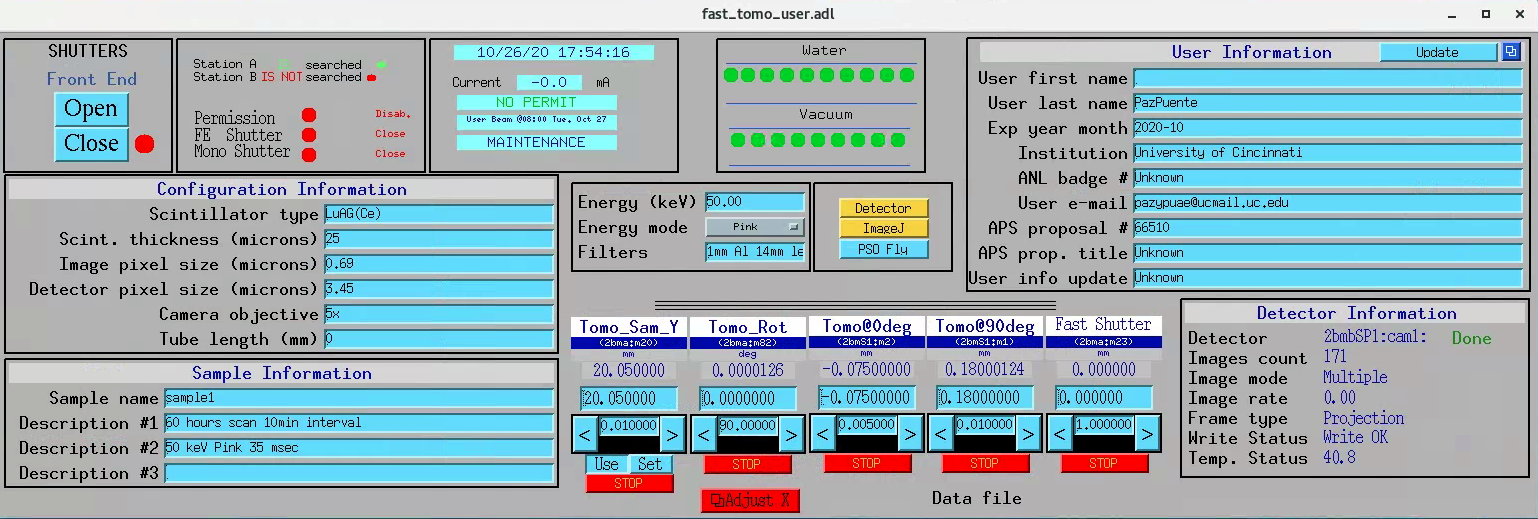 fast_tomo_user.adl
SHUTTERS
Front End
Open
Close
Station A searched
Station B IS NOT searched
Permission Disab.
FE Shutter Close
Mono Shutter Close
10/26/20 17:54:16
Current -0.0 mA
NO PERMIT
User Beam @08:00 Tue, Oct 27
MAINTENANCE
Water
Vacuum
User Information Update
User first name
User last name PazPuente
Exp year month 2020-10
Institution University of Cincinnati
ANL badge # Unknown
User e-mail pazypuae@ucmail.uc.edu
APS proposal # 66510
APS prop. title Unknown
User info update Unknown
Configuration Information
Scintillator type LuAG(Ce)
Scint. thickness (microns) 25
Image pixel size (microns) 0.69
Detector pixel size (microns) 3.45
Camera objective 5x
Tube length (mm) 0
Energy (keV) 50.00
Energy mode Pink
Filters 1mm Al 14mm le
Detector
ImageJ
PSO Fly
Sample Information
Sample name sample1
Description #1 60 hours scan 10min interval
Description #2 50 keV Pink 35 msec
Description #3
Tomo_Sam_Y Tomo_Rot Tomo@0deg Tomo@90deg Fast Shutter
(2bma:m20) (2bma:m82) (2bmS1:m2) (2bmS1:m1) (2bma:m23)
mm deg mm mm mm
20.050000 0.0000126 -0.07500000 0.18000124 0.000000
20.050000 0.0000000 -0.07500000 0.18000000 0.000000
< 0.010000 > < 90.00000 > < 0.005000 > < 0.010000 > < 1.000000 >
Use Set STOP STOP STOP STOP
STOP
Adjust X
Data file
Detector Information
Detector 2bmbSP1:cam1: Done
Images count 171
Image mode Multiple
Image rate 0.00
Frame type Projection
Write Status Write OK
Temp. Status 40.8